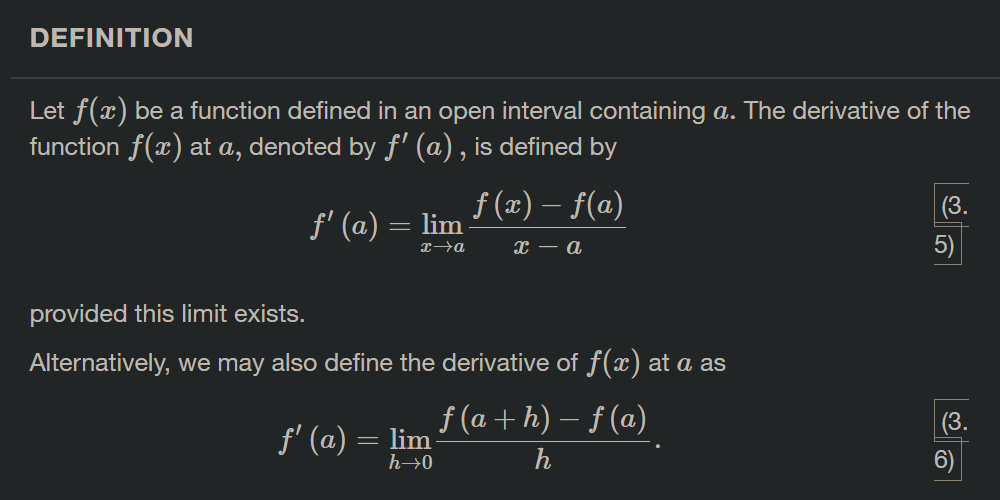 DEFINITION
Let f(x) be a function defined in an open interval containing a. The derivative of the
function f(x) at a, denoted by f′(a), is defined by
f′(a) = lim_{x→a} \frac{f(x) − f(a)}{x − a} (3.5)
provided this limit exists.
Alternatively, we may also define the derivative of f(x) at a as
f′(a) = lim_{h→0} \frac{f(a + h) − f(a)}{h}. (3.6)